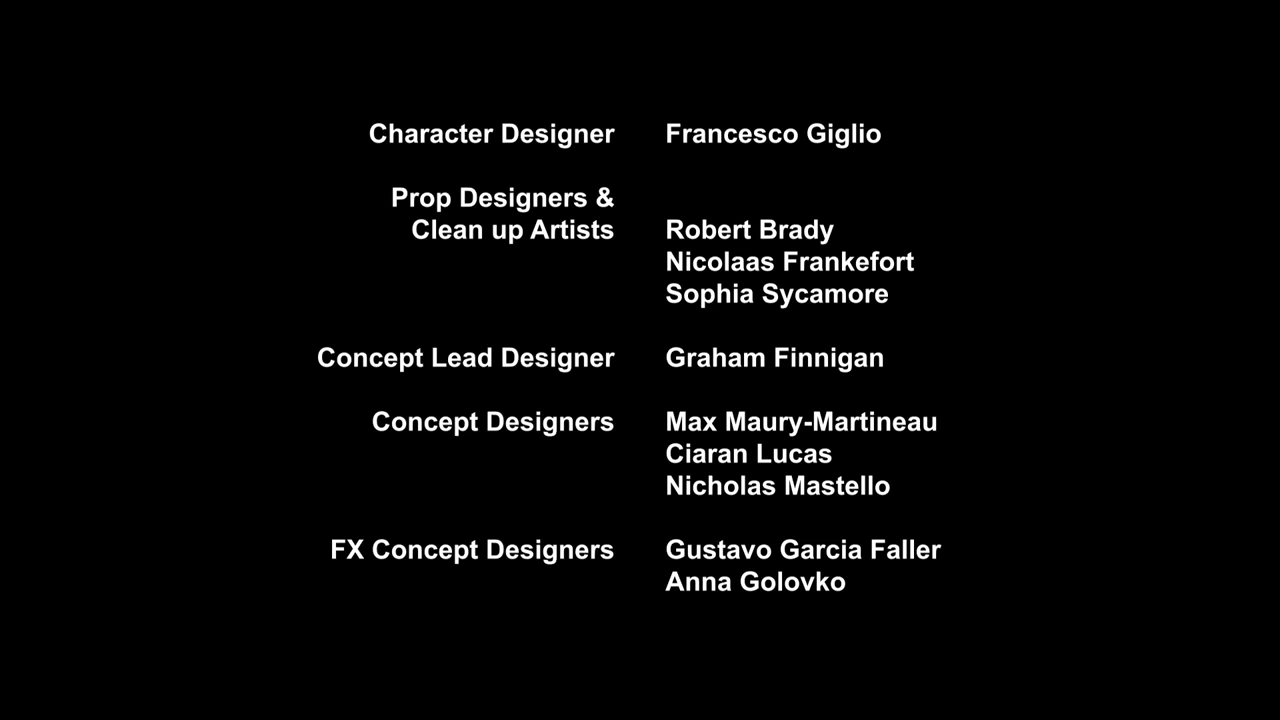 Character Designer Francesco Giglio
Prop Designers &
Clean up Artists Robert Brady
Nicolaas Frankefort
Sophia Sycamore
Concept Lead Designer Graham Finnigan
Concept Designers Max Maury-Martineau
Ciaran Lucas
Nicholas Mastello
FX Concept Designers Gustavo Garcia Faller
Anna Golovko